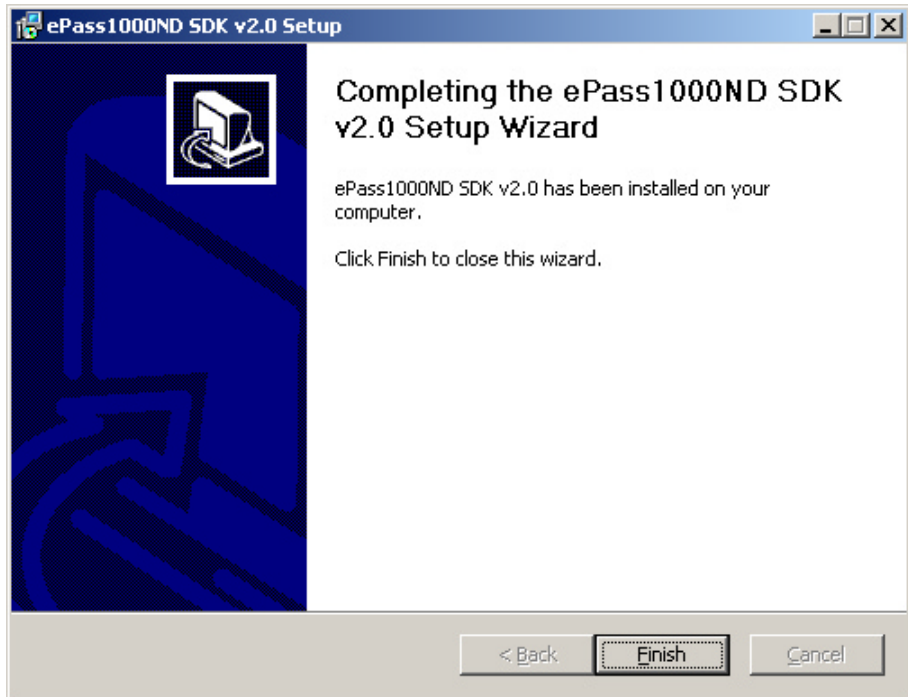 ePass1000ND SDK v2.0 Setup
Completing the ePass1000ND SDK
v2.0 Setup Wizard
ePass1000ND SDK v2.0 has been installed on your
computer.
Click Finish to close this wizard.
< Back Finish Cancel